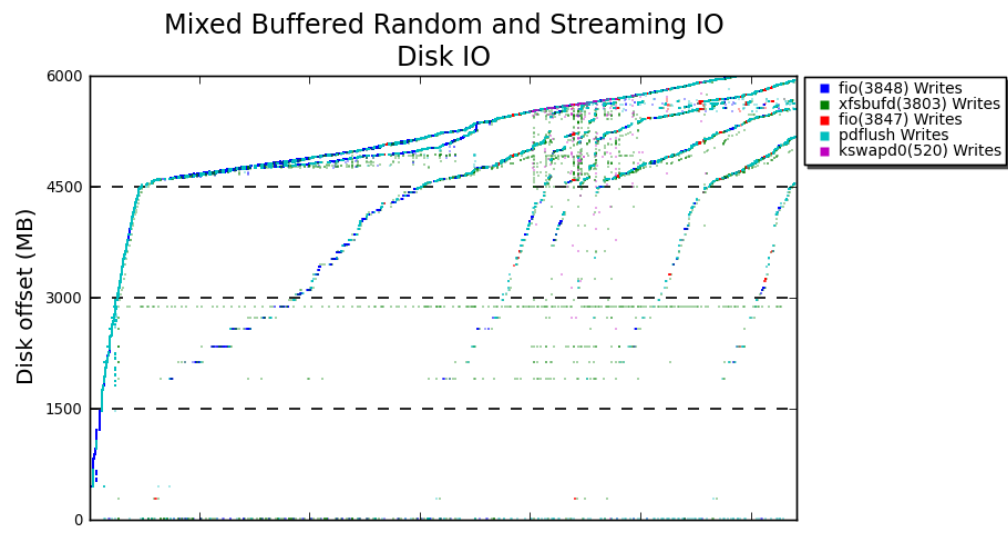 Mixed Buffered Random and Streaming IO
Disk IO
6000
4500
3000
1500
0
Disk offset (MB)
fio(3848) Writes
xfsbufd(3803) Writes
fio(3847) Writes
pdflush Writes
kswapd0(520) Writes